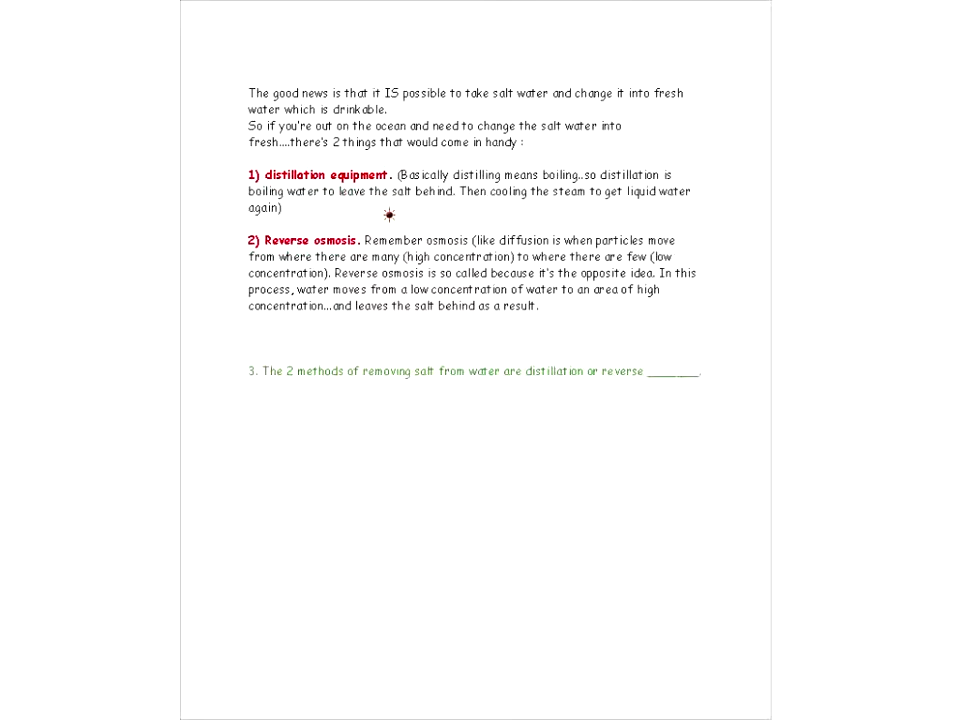 The good news is that it IS possible to take salt water and change it into fresh
water which is drinkable.
So if you're out on the ocean and need to change the salt water into
fresh....there's 2 things that would come in handy :
1) distillation equipment. (Basically distilling means boiling..so distillation is
boiling water to leave the salt behind. Then cooling the steam to get liquid water
again)
2) Reverse osmosis. Remember osmosis (like diffusion is when particles move
from where there are many (high concentration) to where there are few (low
concentration). Reverse osmosis is so called because it's the opposite idea. In this
process, water moves from a low concentration of water to an area of high
concentration...and leaves the salt behind as a result.
3. The 2 methods of removing salt from water are distillation or reverse _______.